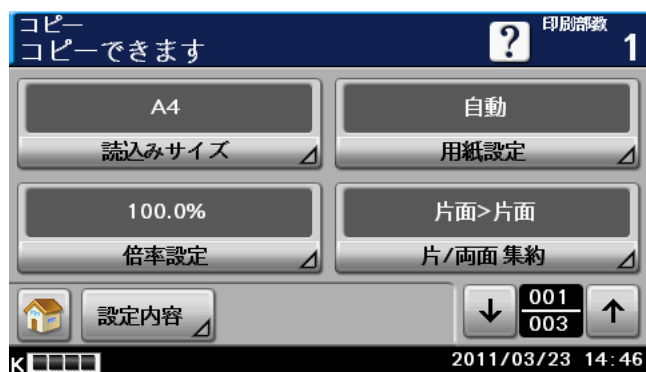 コピー
コピーできます
? 印刷部数 1
A4
読込みサイズ
自動
用紙設定
100.0%
倍率設定
片面>片面
片/両面 集約
設定内容
↓ 001 ↑
003
K
2011/03/23 14:46